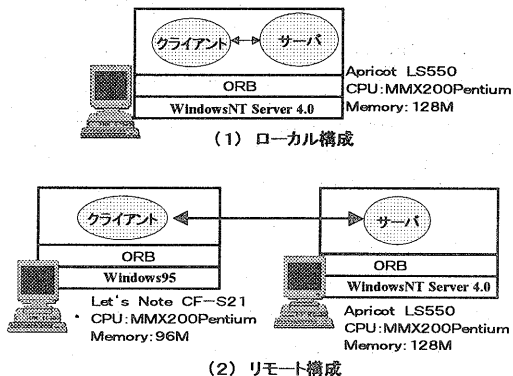 クライアント
サーバ
ORB
WindowsNT Server 4.0
Apricot LS550
CPU:MMX200Pentium
Memory:128M
(1) ローカル構成
クライアント
サーバ
ORB
Windows95
ORB
WindowsNT Server 4.0
Let's Note CF-S21
CPU:MMX200Pentium
Memory:96M
Apricot LS550
CPU:MMX200Pentium
Memory:128M
(2) リモート構成